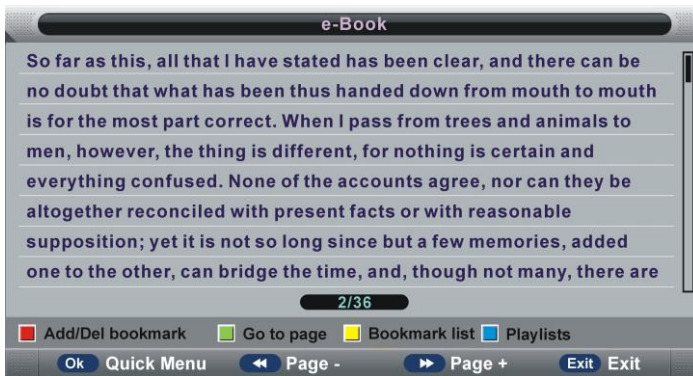 e-Book
So far as this, all that I have stated has been clear, and there can be
no doubt that what has been thus handed down from mouth to mouth
is for the most part correct. When I pass from trees and animals to
men, however, the thing is different, for nothing is certain and
everything confused. None of the accounts agree, nor can they be
altogether reconciled with present facts or with reasonable
supposition; yet it is not so long since but a few memories, added
one to the other, can bridge the time, and, though not many, there are
2/36
Add/Del bookmark Go to page Bookmark list Playlists
Ok Quick Menu Page - Page + Exit Exit